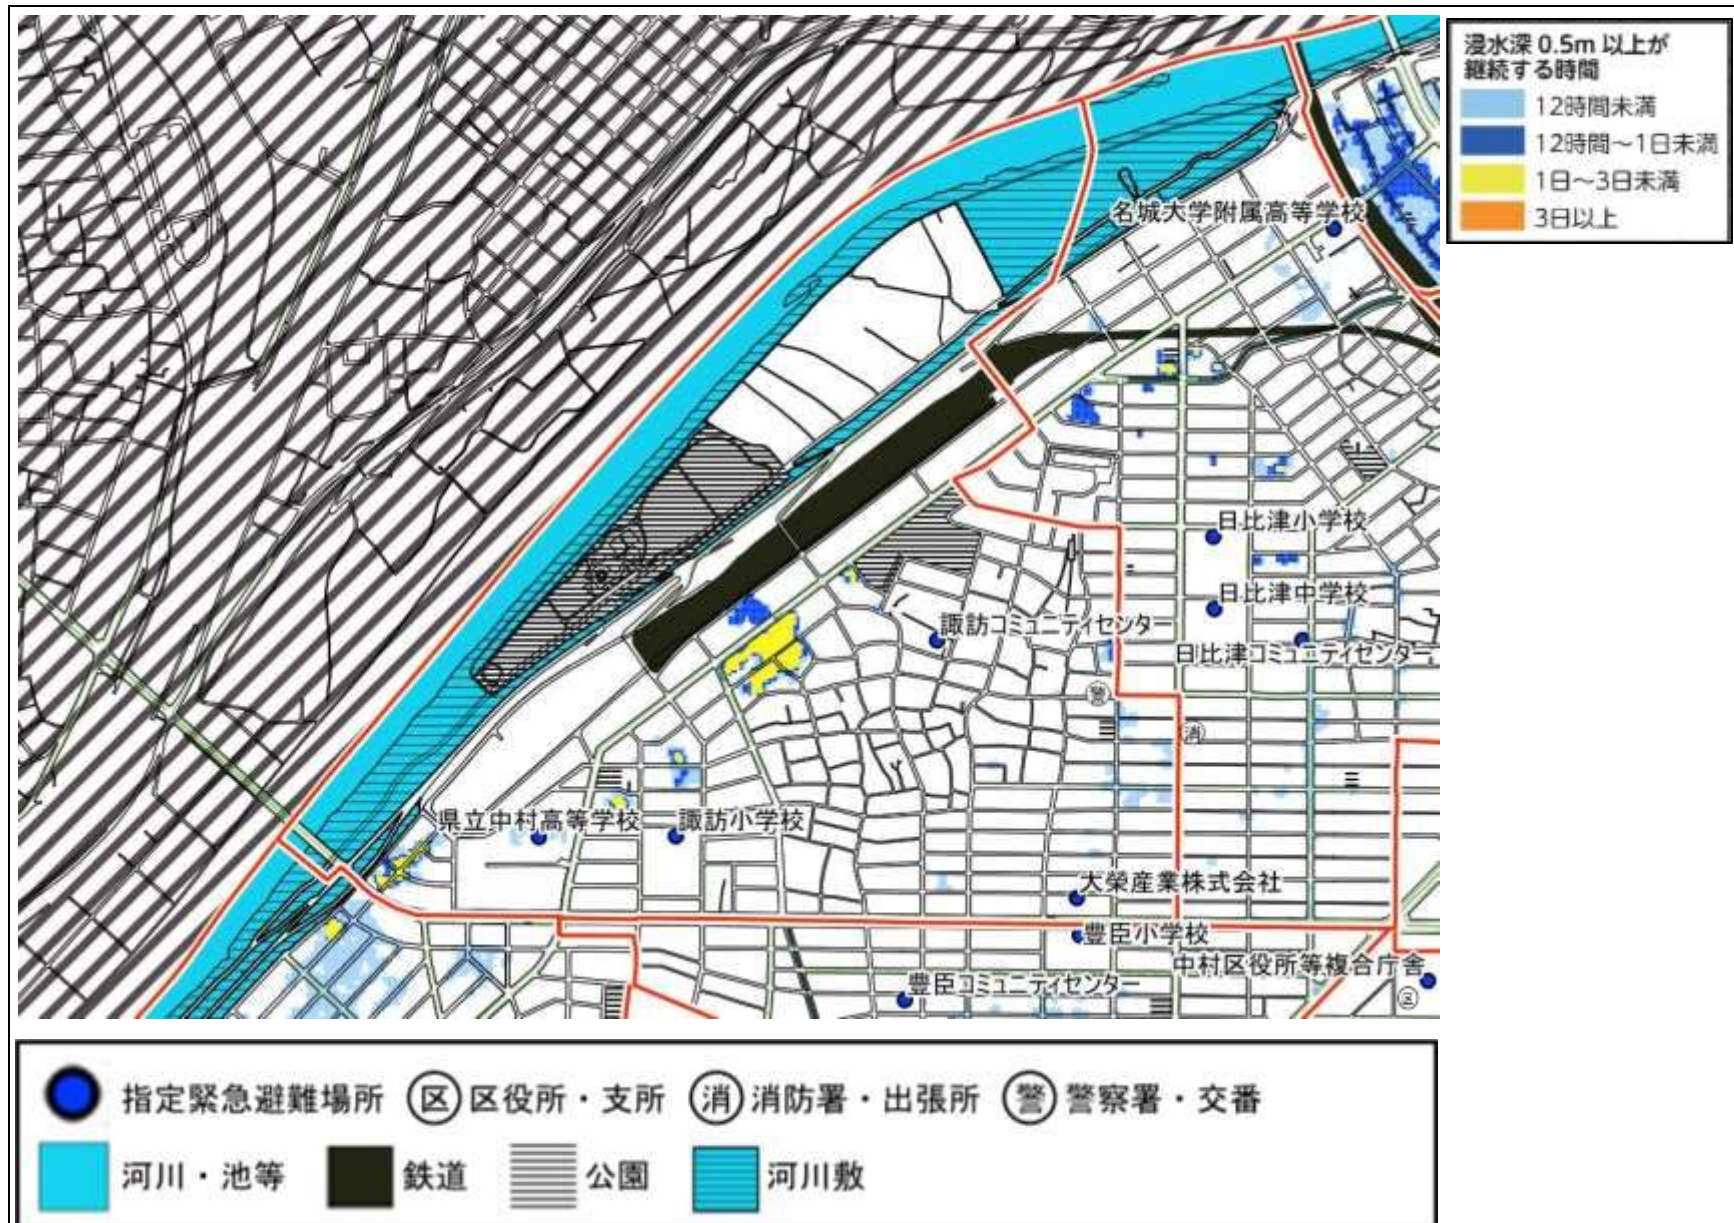 浸水深 0.5m 以上が
継続する時間
12時間未満
12時間～1日未満
1日～3日未満
3日以上
名城大学附属高等学校
日比津小学校
日比津中学校
諏訪コミュニティセンター
日比津コミュニティセンター
警
消
県立中村高等学校
諏訪小学校
大榮産業株式会社
豊臣小学校
中村区役所等複合庁舎
豊臣コミュニティセンター
区
指定緊急避難場所 区 区役所・支所 消 消防署・出張所 警 警察署・交番
河川・池等 鉄道 公園 河川敷